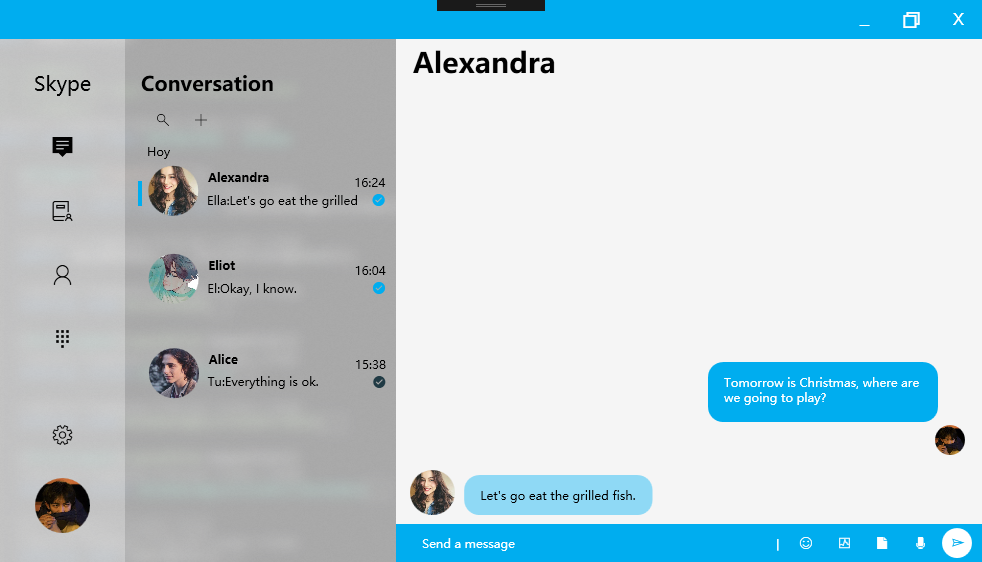 X
Skype
Conversation
Hoy
Alexandra
16:24
Ella:Let's go eat the grilled
Eliot
16:04
El:Okay, I know.
Alice
15:38
Tu:Everything is ok.
Alexandra
Tomorrow is Christmas, where are
we going to play?
Let's go eat the grilled fish.
Send a message